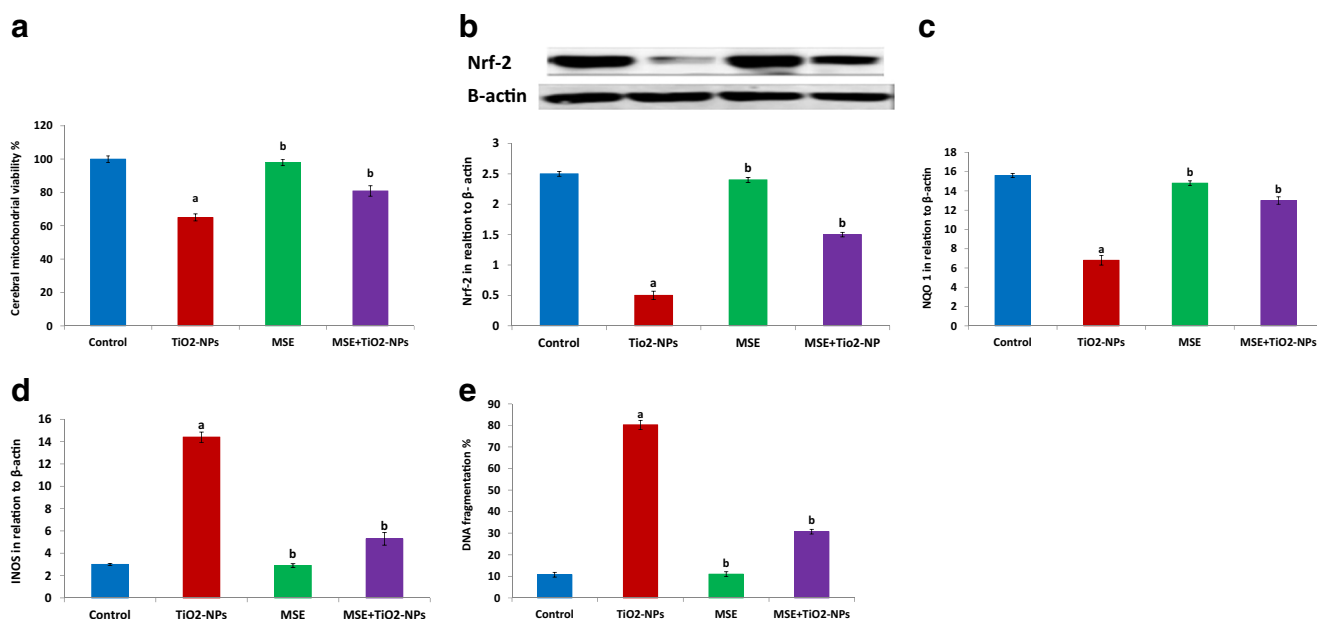 a
Cerebral mitochondrial viability %
120
100
80
60
40
20
0
a
b
b
Control
TiO2-NPs
MSE
MSE+TiO2-NPs
b
Nrf-2
B-actin
Nrf-2 in realtion to β- actin
3
2.5
2
1.5
1
0.5
0
a
b
b
Control
Tio2-NPs
MSE
MSE+Tio2-NP
c
NQO 1 in relation to β-actin
18
16
14
12
10
8
6
4
2
0
a
b
b
Control
TiO2-NPs
MSE
MSE+TiO2-NPs
d
INOS in relation to β-actin
16
14
12
10
8
6
4
2
0
a
b
b
Control
TiO2-NPs
MSE
MSE+TiO2-NPs
e
DNA fragmentation %
90
80
70
60
50
40
30
20
10
0
a
b
b
Control
TiO2-NPs
MSE
MSE+TiO2-NPs